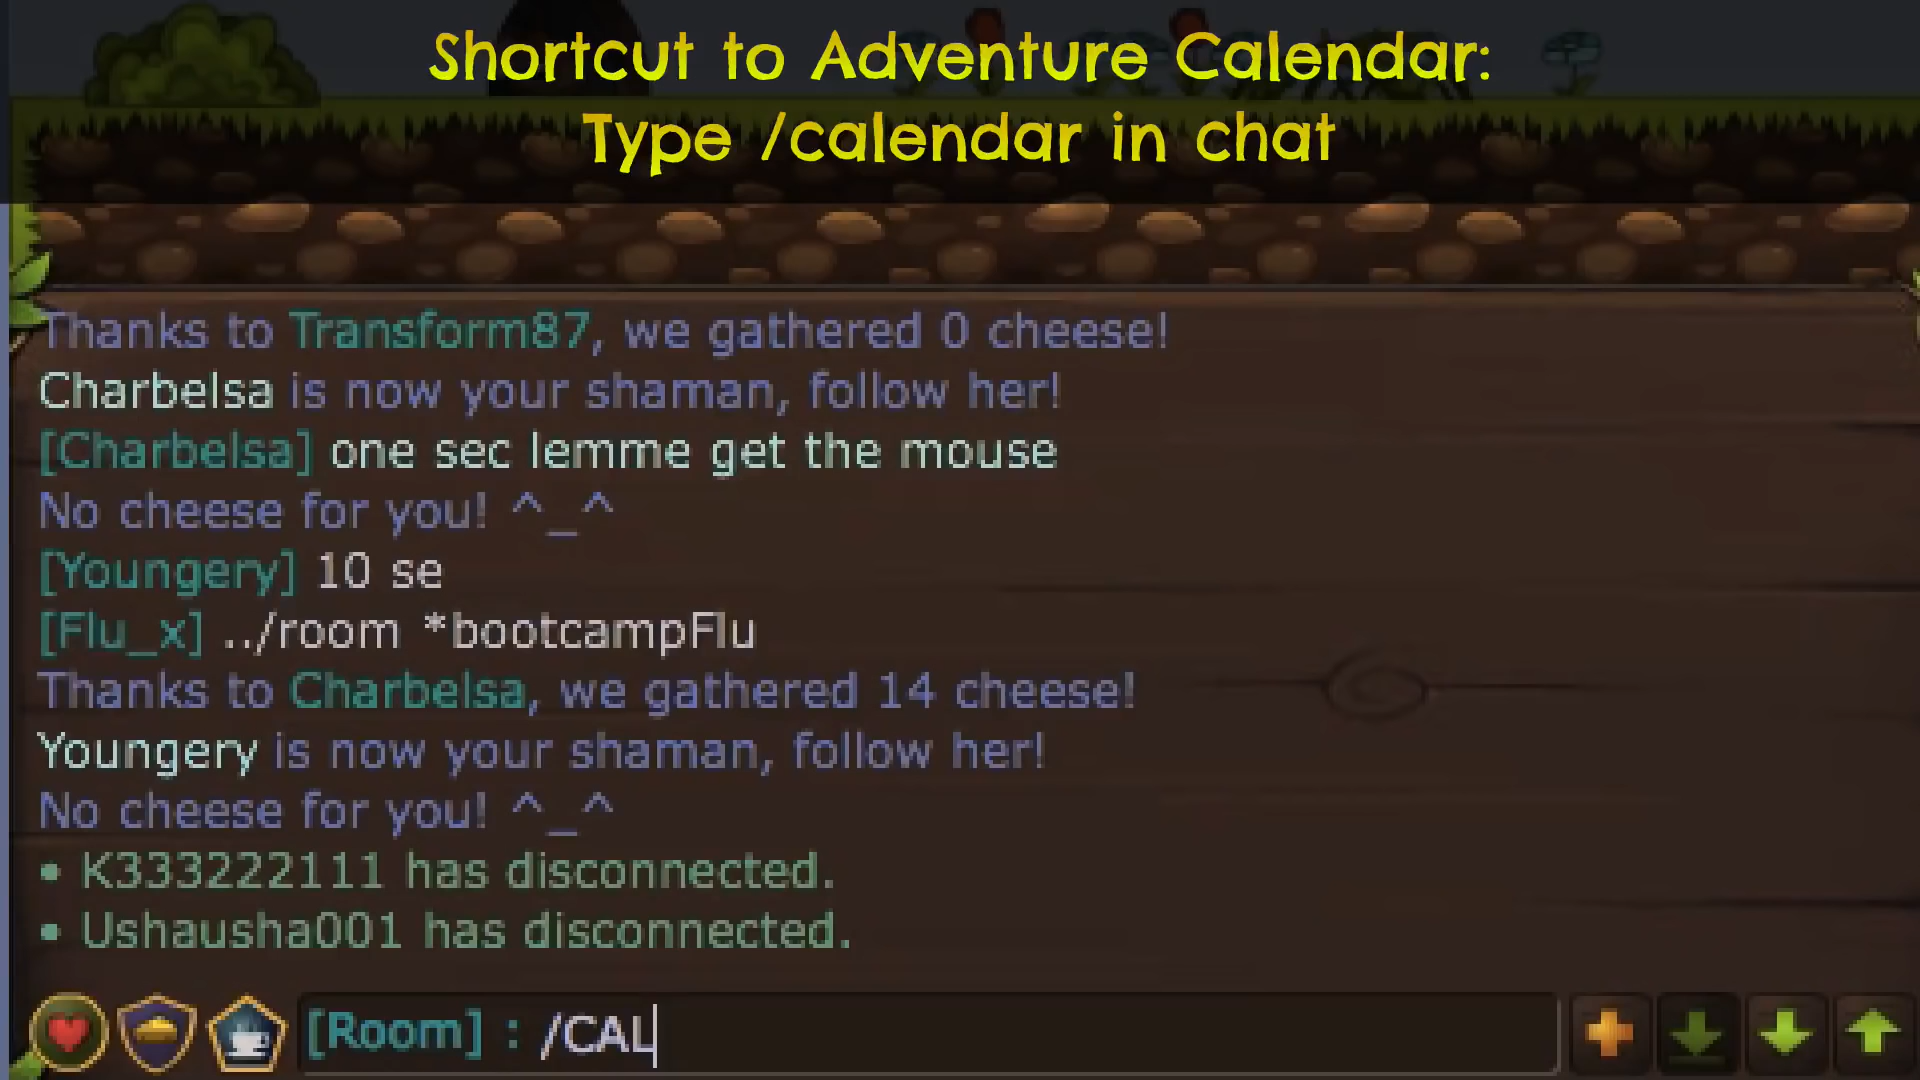 Shortcut to Adventure Calendar:
Type /calendar in chat
Thanks to Transform87, we gathered 0 cheese!
Charbelsa is now your shaman, follow her!
[Charbelsa] one sec lemme get the mouse
No cheese for you! ^_^
[Youngery] 10 se
[Flu_x] ../room *bootcampFlu
Thanks to Charbelsa, we gathered 14 cheese!
Youngery is now your shaman, follow her!
No cheese for you! ^_^
• K333222111 has disconnected.
• Ushausha001 has disconnected.
[Room] : /CAL